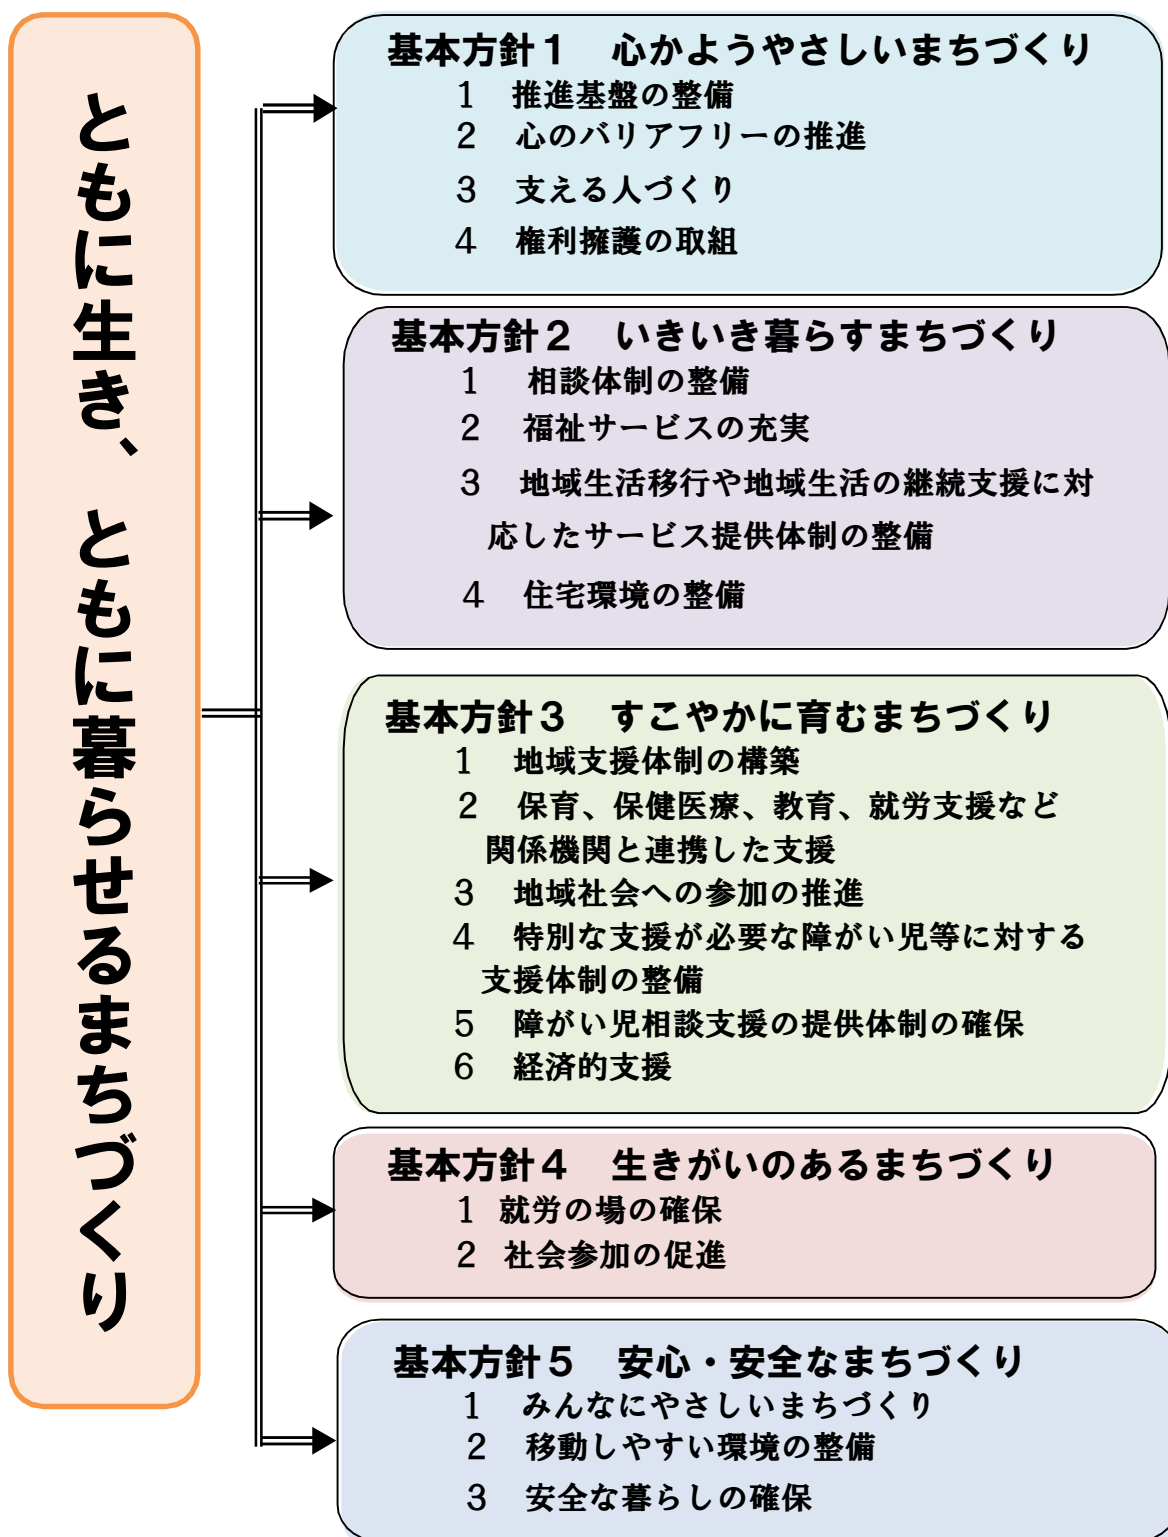 ともに生き、ともに暮らせるまちづくり
基本方針１　心かようやさしいまちづくり
1　推進基盤の整備
2　心のバリアフリーの推進
3　支える人づくり
4　権利擁護の取組
基本方針２　いきいき暮らすまちづくり
1　相談体制の整備
2　福祉サービスの充実
3　地域生活移行や地域生活の継続支援に対
応したサービス提供体制の整備
4　住宅環境の整備
基本方針３　すこやかに育むまちづくり
1　地域支援体制の構築
2　保育、保健医療、教育、就労支援など
関係機関と連携した支援
3　地域社会への参加の推進
4　特別な支援が必要な障がい児等に対する
支援体制の整備
5　障がい児相談支援の提供体制の確保
6　経済的支援
基本方針４　生きがいのあるまちづくり
1　就労の場の確保
2　社会参加の促進
基本方針５　安心・安全なまちづくり
1　みんなにやさしいまちづくり
2　移動しやすい環境の整備
3　安全な暮らしの確保